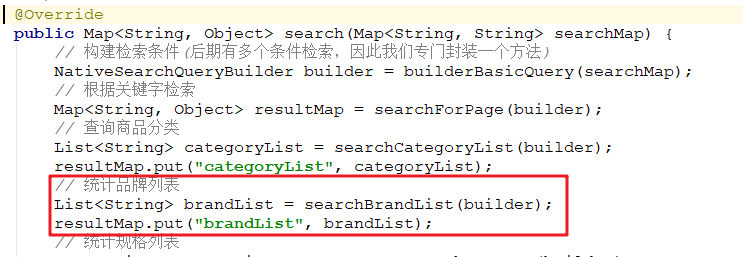 @Override
public Map<String, Object> search(Map<String, String> searchMap) {
// 构建检索条件(后期有多个条件检索，因此我们专门封装一个方法)
NativeSearchQueryBuilder builder = builderBasicQuery(searchMap);
// 根据关键字检索
Map<String, Object> resultMap = searchForPage(builder);
// 查询商品分类
List<String> categoryList = searchCategoryList(builder);
resultMap.put("categoryList", categoryList);
// 统计品牌列表
List<String> brandList = searchBrandList(builder);
resultMap.put("brandList", brandList);
// 统计规格列表